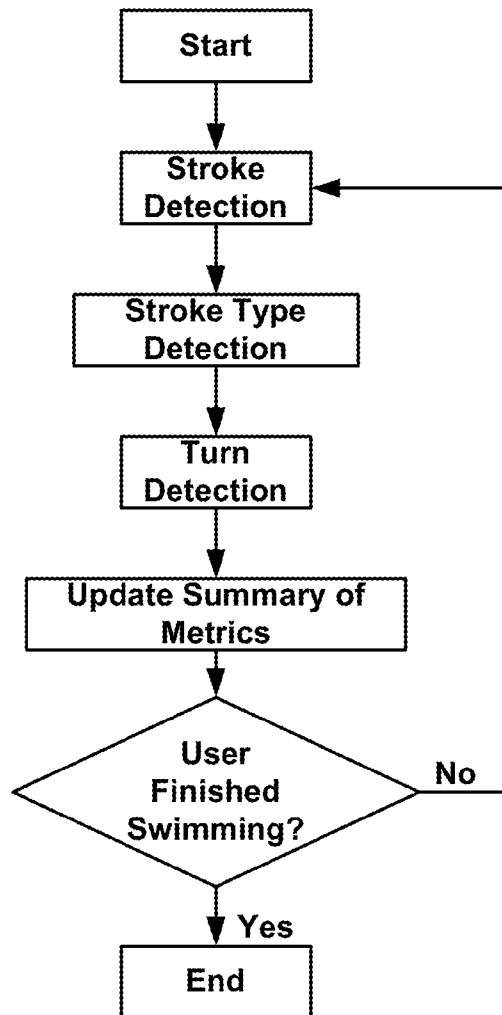 Start
Stroke
Detection
Stroke Type
Detection
Turn
Detection
Update Summary of
Metrics
User
Finished
Swimming?
No
Yes
End